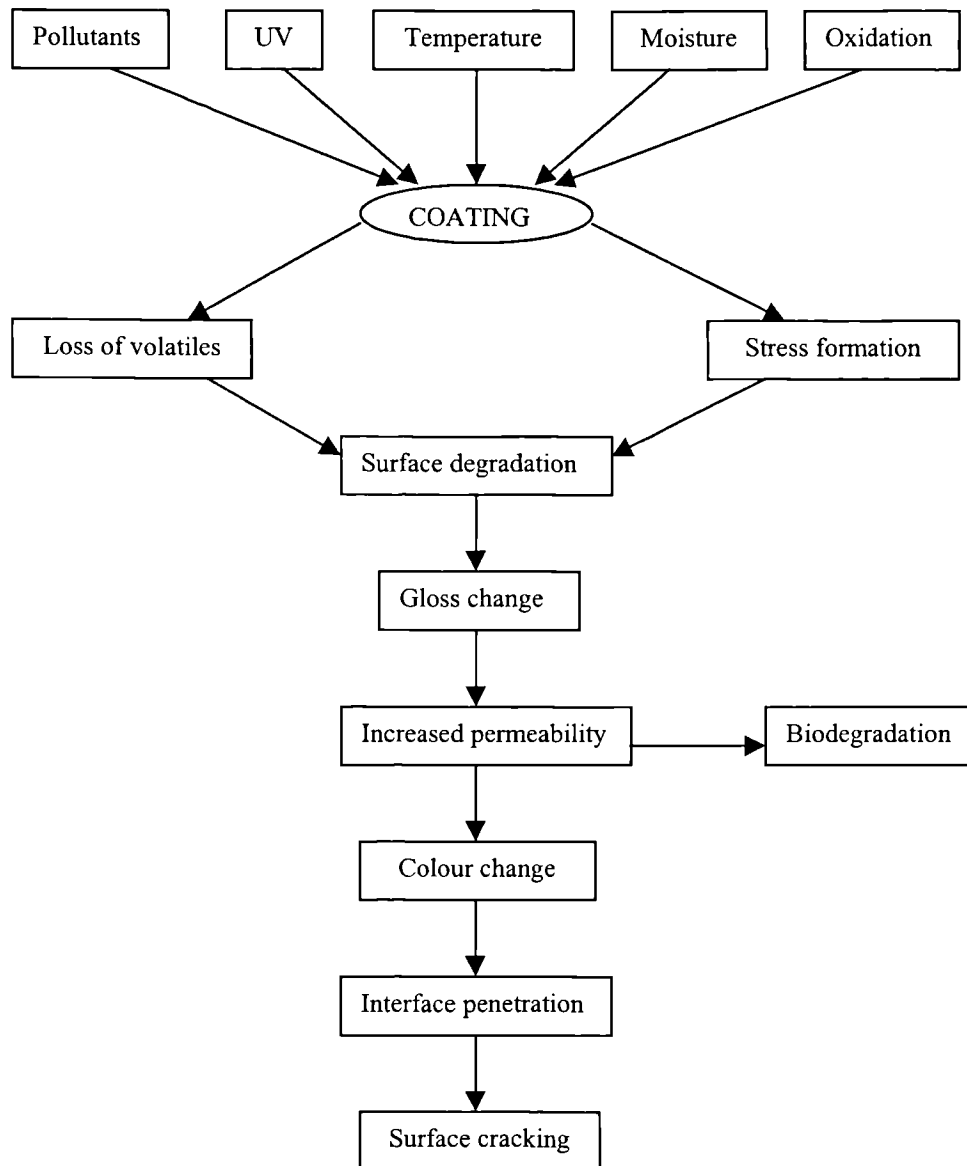 Pollutants
UV
Temperature
Moisture
Oxidation
COATING
Loss of volatiles
Stress formation
Surface degradation
Gloss change
Increased permeability
Biodegradation
Colour change
Interface penetration
Surface cracking